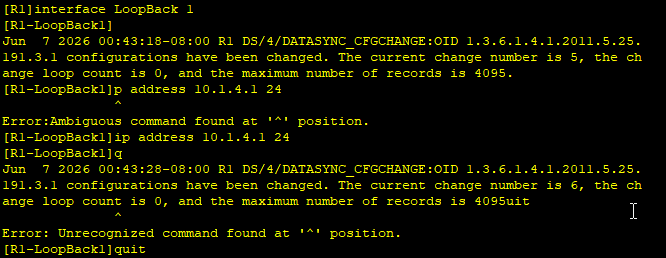 [R1]interface LoopBack 1
[R1-LoopBack1]
Jun  7 2026 00:43:18-08:00 R1 DS/4/DATASYNC_CFGCHANGE:OID 1.3.6.1.4.1.2011.5.25.
191.3.1 configurations have been changed. The current change number is 5, the ch
ange loop count is 0, and the maximum number of records is 4095.
[R1-LoopBack1]p address 10.1.4.1 24
              ^
Error:Ambiguous command found at '^' position.
[R1-LoopBack1]ip address 10.1.4.1 24
[R1-LoopBack1]q
Jun  7 2026 00:43:28-08:00 R1 DS/4/DATASYNC_CFGCHANGE:OID 1.3.6.1.4.1.2011.5.25.
191.3.1 configurations have been changed. The current change number is 6, the ch
ange loop count is 0, and the maximum number of records is 4095uit
              ^
Error: Unrecognized command found at '^' position.
[R1-LoopBack1]quit